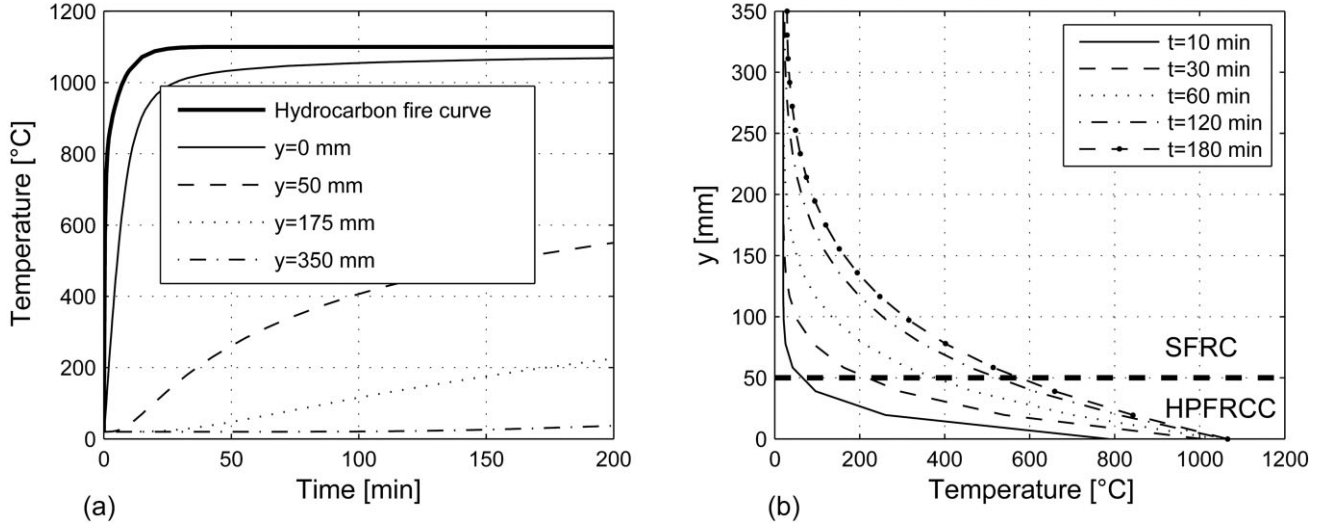 1200
1000
800
600
400
200
0
Temperature [°C]
Hydrocarbon fire curve
y=0 mm
y=50 mm
y=175 mm
y=350 mm
0 50 100 150 200
Time [min]
(a)
350
300
250
200
150
100
50
0
y [mm]
t=10 min
t=30 min
t=60 min
t=120 min
t=180 min
SFRC
HPFRCC
0 200 400 600 800 1000 1200
Temperature [°C]
(b)